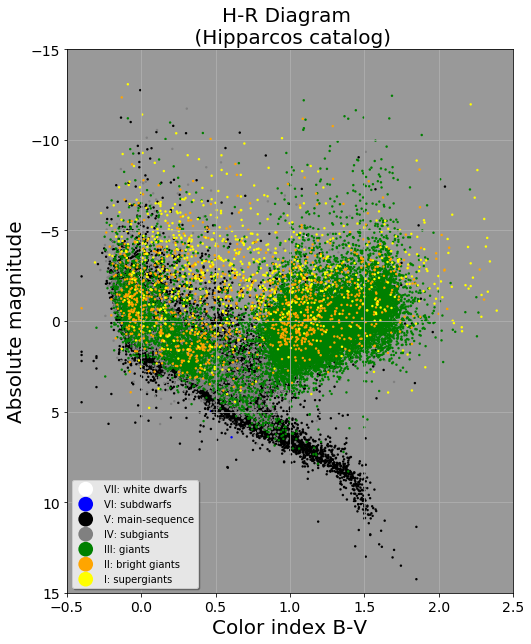 H-R Diagram
(Hipparcos catalog)
−15
−10
−5
0
5
10
15
Absolute magnitude
VII: white dwarfs
VI: subdwarfs
V: main-sequence
IV: subgiants
III: giants
II: bright giants
I: supergiants
−0.5 0.0 0.5 1.0 1.5 2.0 2.5
Color index B-V